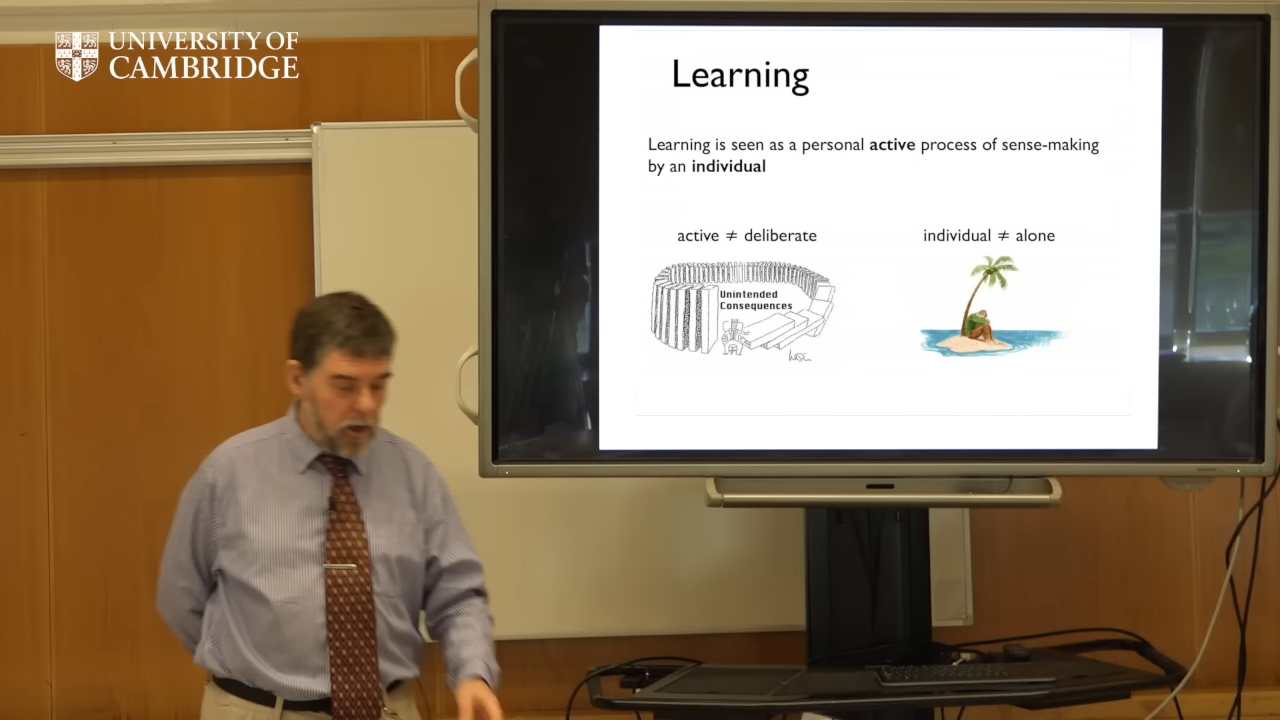 UNIVERSITY OF
CAMBRIDGE
Learning
Learning is seen as a personal active process of sense-making
by an individual
active ≠ deliberate
individual ≠ alone
Unintended
Consequences